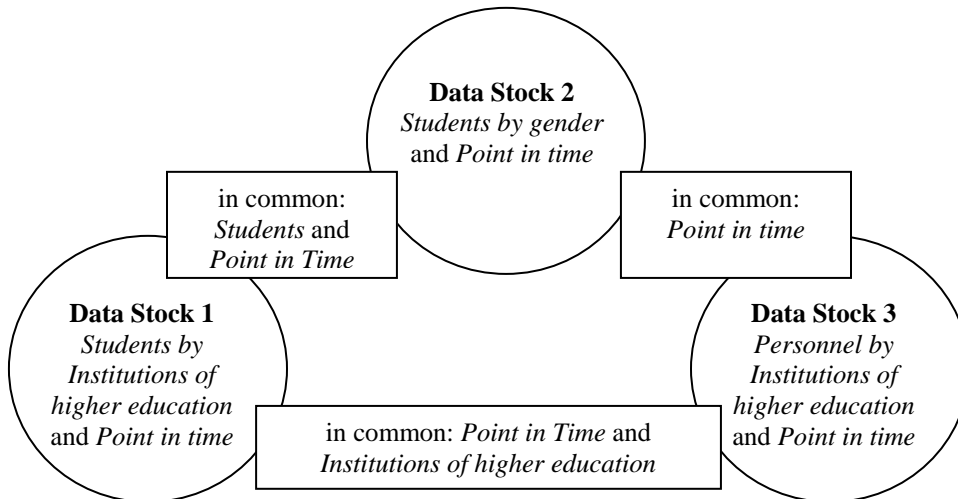 Data Stock 2
Students by gender
and Point in time
in common:
Students and
Point in Time
in common:
Point in time
Data Stock 1
Students by
Institutions of
higher education
and Point in time
Data Stock 3
Personnel by
Institutions of
higher education
and Point in time
in common: Point in Time and
Institutions of higher education